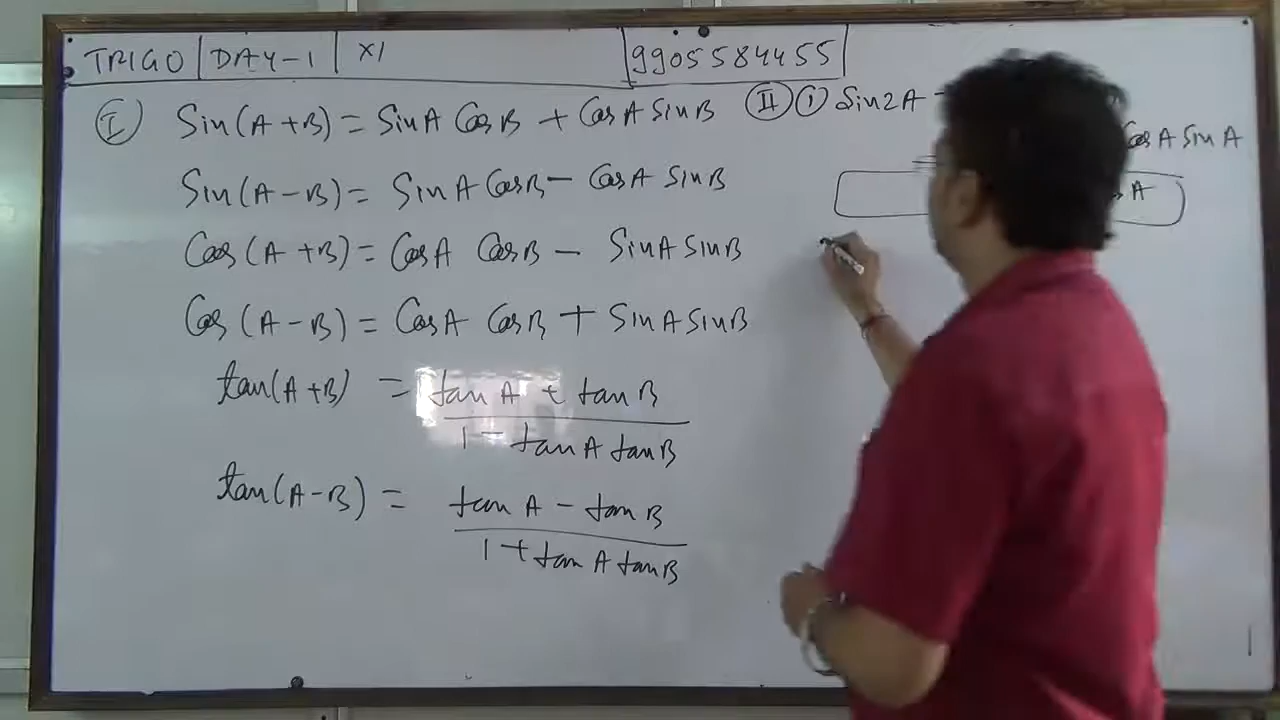 TRIGO | DAY-1 | XI
9905584455
I Sin(A+B) = SinA CosB + CosA SinB
Sin(A-B) = SinA CosB - CosA SinB
Cos(A+B) = CosA CosB - SinA SinB
Cos(A-B) = CosA CosB + SinA SinB
tan(A+B) = tanA + tanB
1 - tanA tanB
tan(A-B) = tanA - tanB
1 + tanA tanB
II I Sin2A =
CosA SinA
A